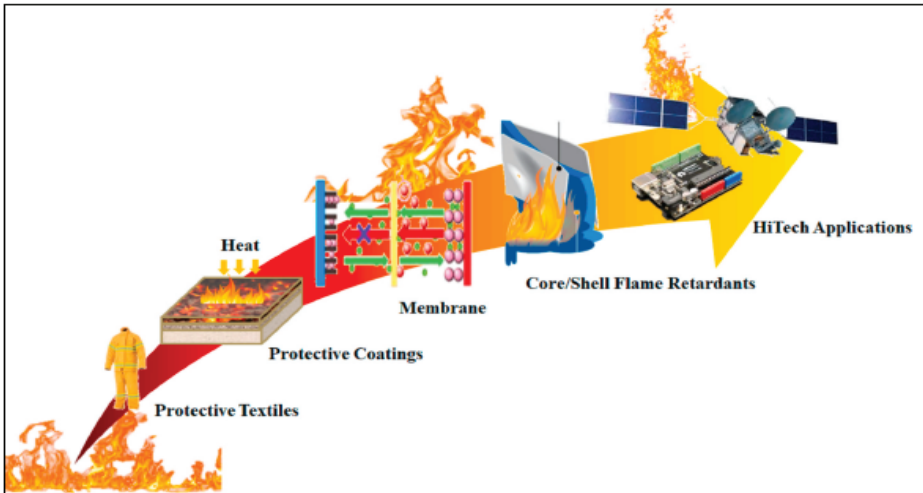 Heat
Protective Textiles
Protective Coatings
Membrane
Core/Shell Flame Retardants
HiTech Applications